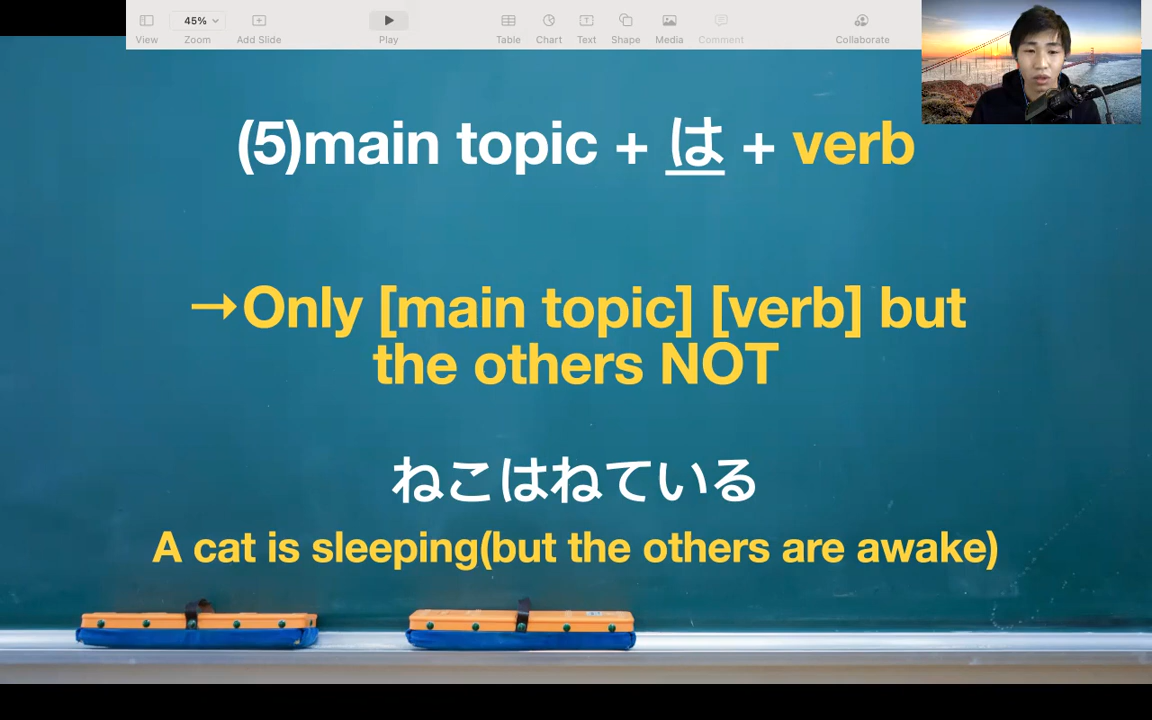 45%
View
Zoom
Add Slide
Play
Table
Chart
Text
Shape
Media
Comment
Collaborate
(5)main topic + は + verb
→Only [main topic] [verb] but
the others NOT
ねこはねている
A cat is sleeping(but the others are awake)